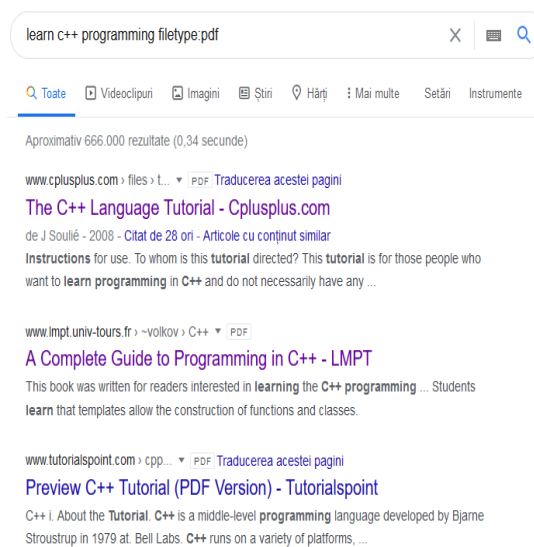 learn c++ programming filetype:pdf
Toate Videoclipuri Imagini Știri Hărți Mai multe Setări Instrumente
Aproximativ 666.000 rezultate (0,34 secunde)
www.cplusplus.com › files › t... PDF Traducerea acestei pagini
The C++ Language Tutorial - Cplusplus.com
de J Soulié - 2008 - Citat de 28 ori - Articole cu conținut similar
Instructions for use. To whom is this tutorial directed? This tutorial is for those people who
want to learn programming in C++ and do not necessarily have any ...
www.lmpt.univ-tours.fr › ~volkov › C++ PDF
A Complete Guide to Programming in C++ - LMPT
This book was written for readers interested in learning the C++ programming ... Students
learn that templates allow the construction of functions and classes.
www.tutorialspoint.com › cpp... PDF Traducerea acestei pagini
Preview C++ Tutorial (PDF Version) - Tutorialspoint
C++ i. About the Tutorial. C++ is a middle-level programming language developed by Bjarne
Stroustrup in 1979 at. Bell Labs. C++ runs on a variety of platforms, ...